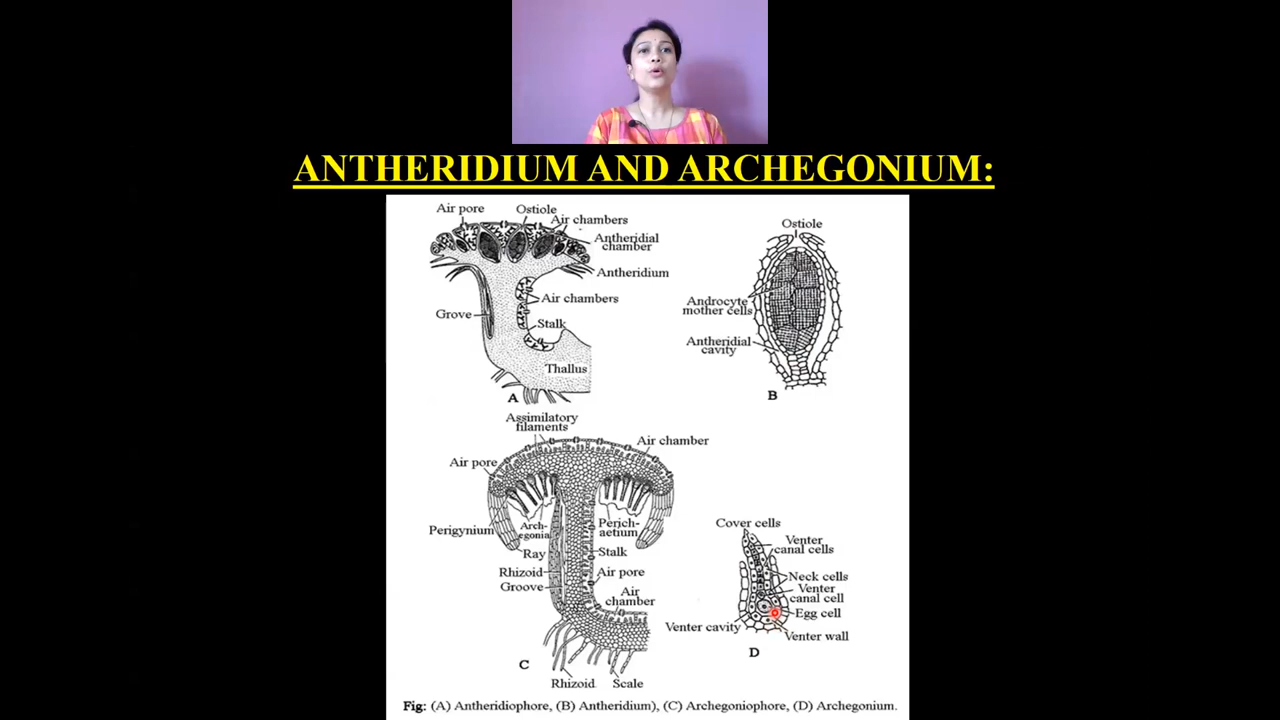 ANTHERIDIUM AND ARCHEGONIUM:
Air pore
Ostiole
Air chambers
Antheridial
chamber
Antheridium
Air chambers
Grove
Stalk
Thallus
A
Ostiole
Androcyte
mother cells
Antheridial
cavity
B
Assimilatory
filaments
Air chamber
Air pore
Perigynium
Arch-
egonia
Perich-
aetium
Ray
Stalk
Rhizoid
Air pore
Groove
Air
chamber
C
Rhizoid
Scale
Cover cells
Venter
canal cells
Neck cells
Venter
canal cell
Egg cell
Venter cavity
Venter wall
D
Fig: (A) Antheridiophore, (B) Antheridium), (C) Archegoniophore, (D) Archegonium.